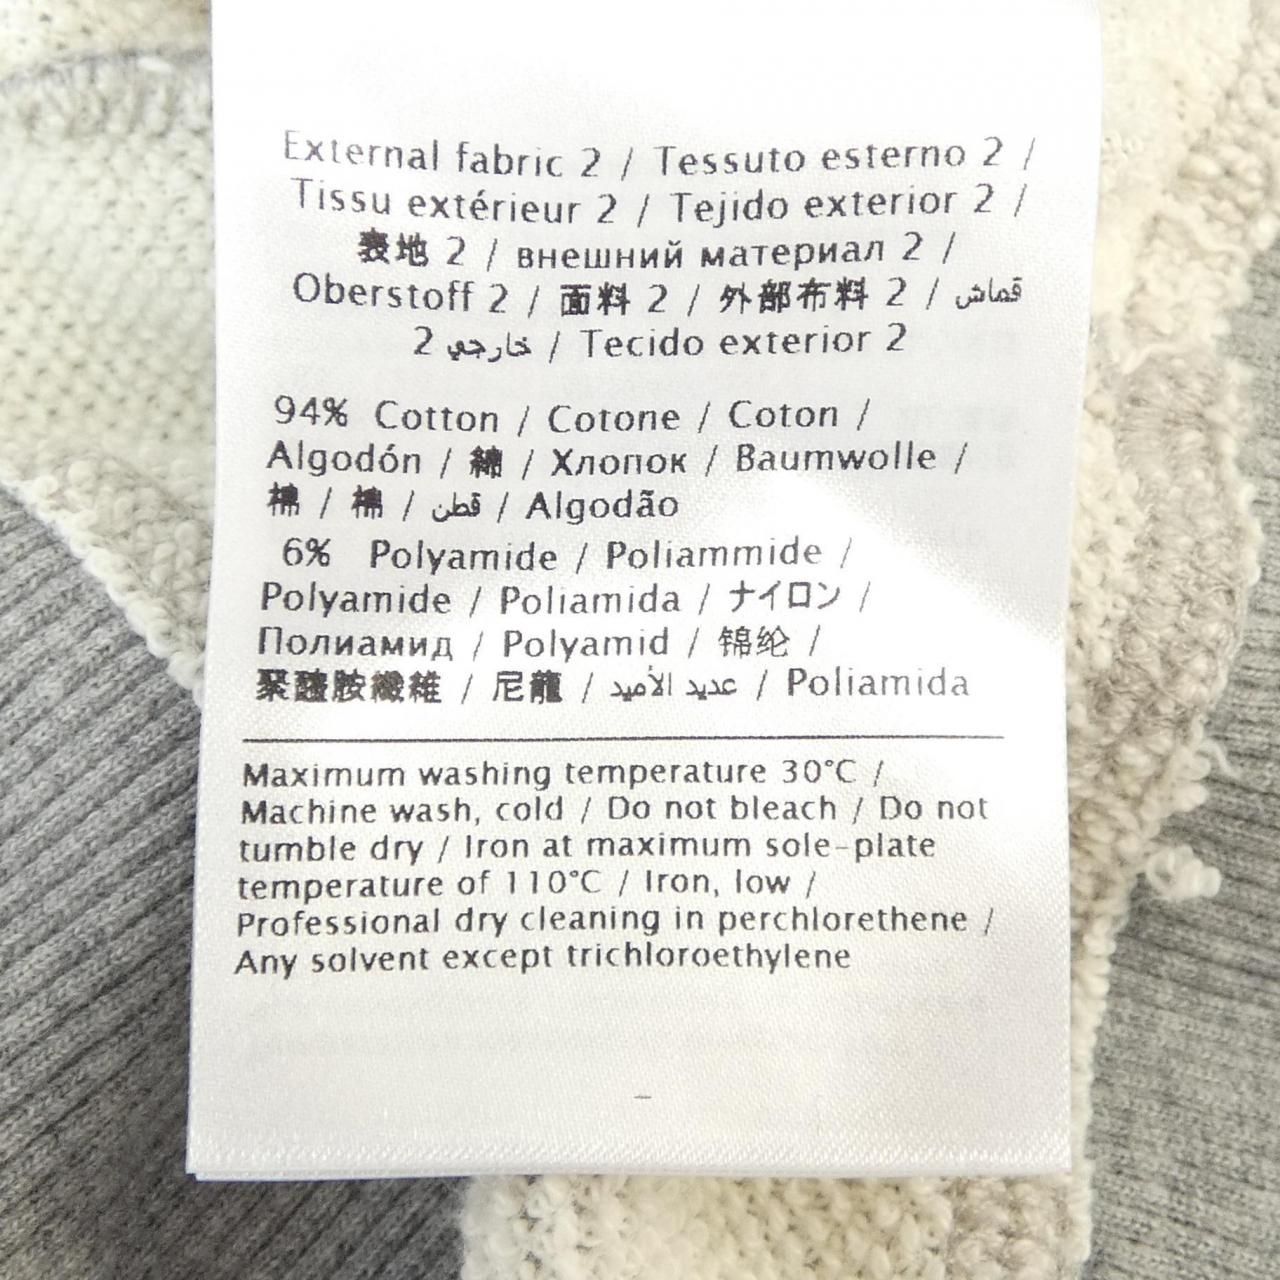 External fabric 2 / Tessuto esterno 2 /
Tissu extérieur 2 / Tejido exterior 2 /
表地 2 / внешний материал 2 /
Oberstoff 2 / 面料 2 / 外部布料 2 / قماش
خارجي 2 / Tecido exterior 2
94% Cotton / Cotone / Coton /
Algodón / 綿 / Хлопок / Baumwolle /
棉 / 棉 / قطن / Algodão
6% Polyamide / Poliammide /
Polyamide / Poliamida / ナイロン /
Полиамид / Polyamid / 锦纶 /
聚醯胺纖維 / 尼龍 / عديد الأميد / Poliamida
Maximum washing temperature 30°C /
Machine wash, cold / Do not bleach / Do not
tumble dry / Iron at maximum sole-plate
temperature of 110°C / Iron, low /
Professional dry cleaning in perchlorethene /
Any solvent except trichloroethylene